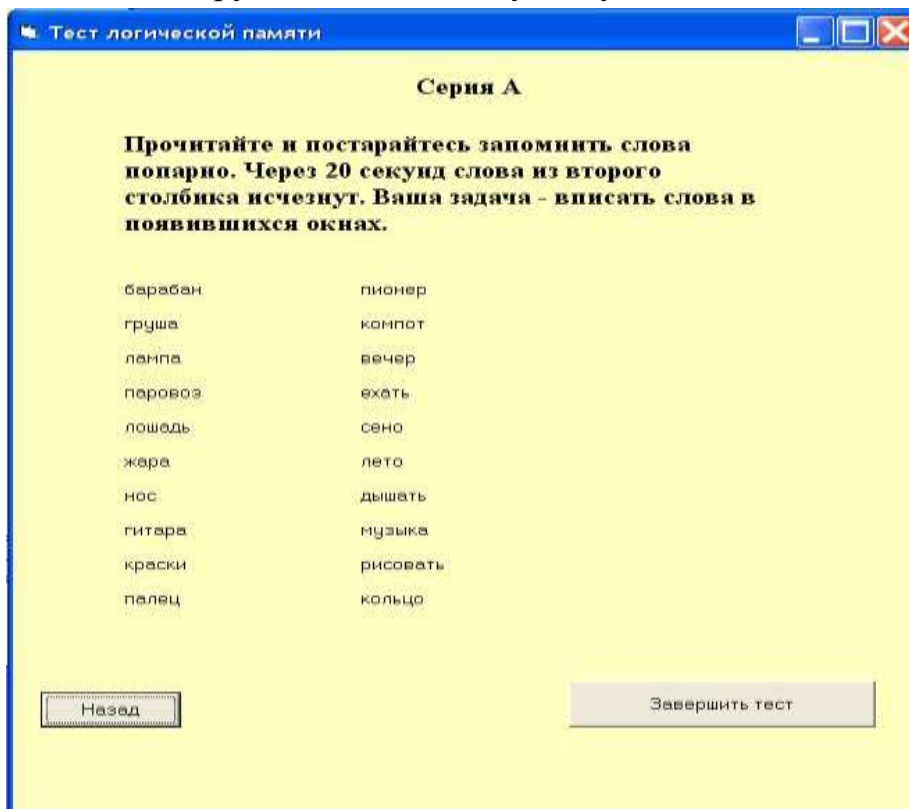 Тест логической памяти
Серия А
Прочитайте и постарайтесь запомнить слова
попарно. Через 20 секунд слова из второго
столбика исчезнут. Ваша задача - вписать слова в
появившихся окнах.
барабан пионер
груша компот
лампа вечер
паровоз ехать
лошадь сено
жара лето
нос дышать
гитара музыка
краски рисовать
палец кольцо
Назад Завершить тест